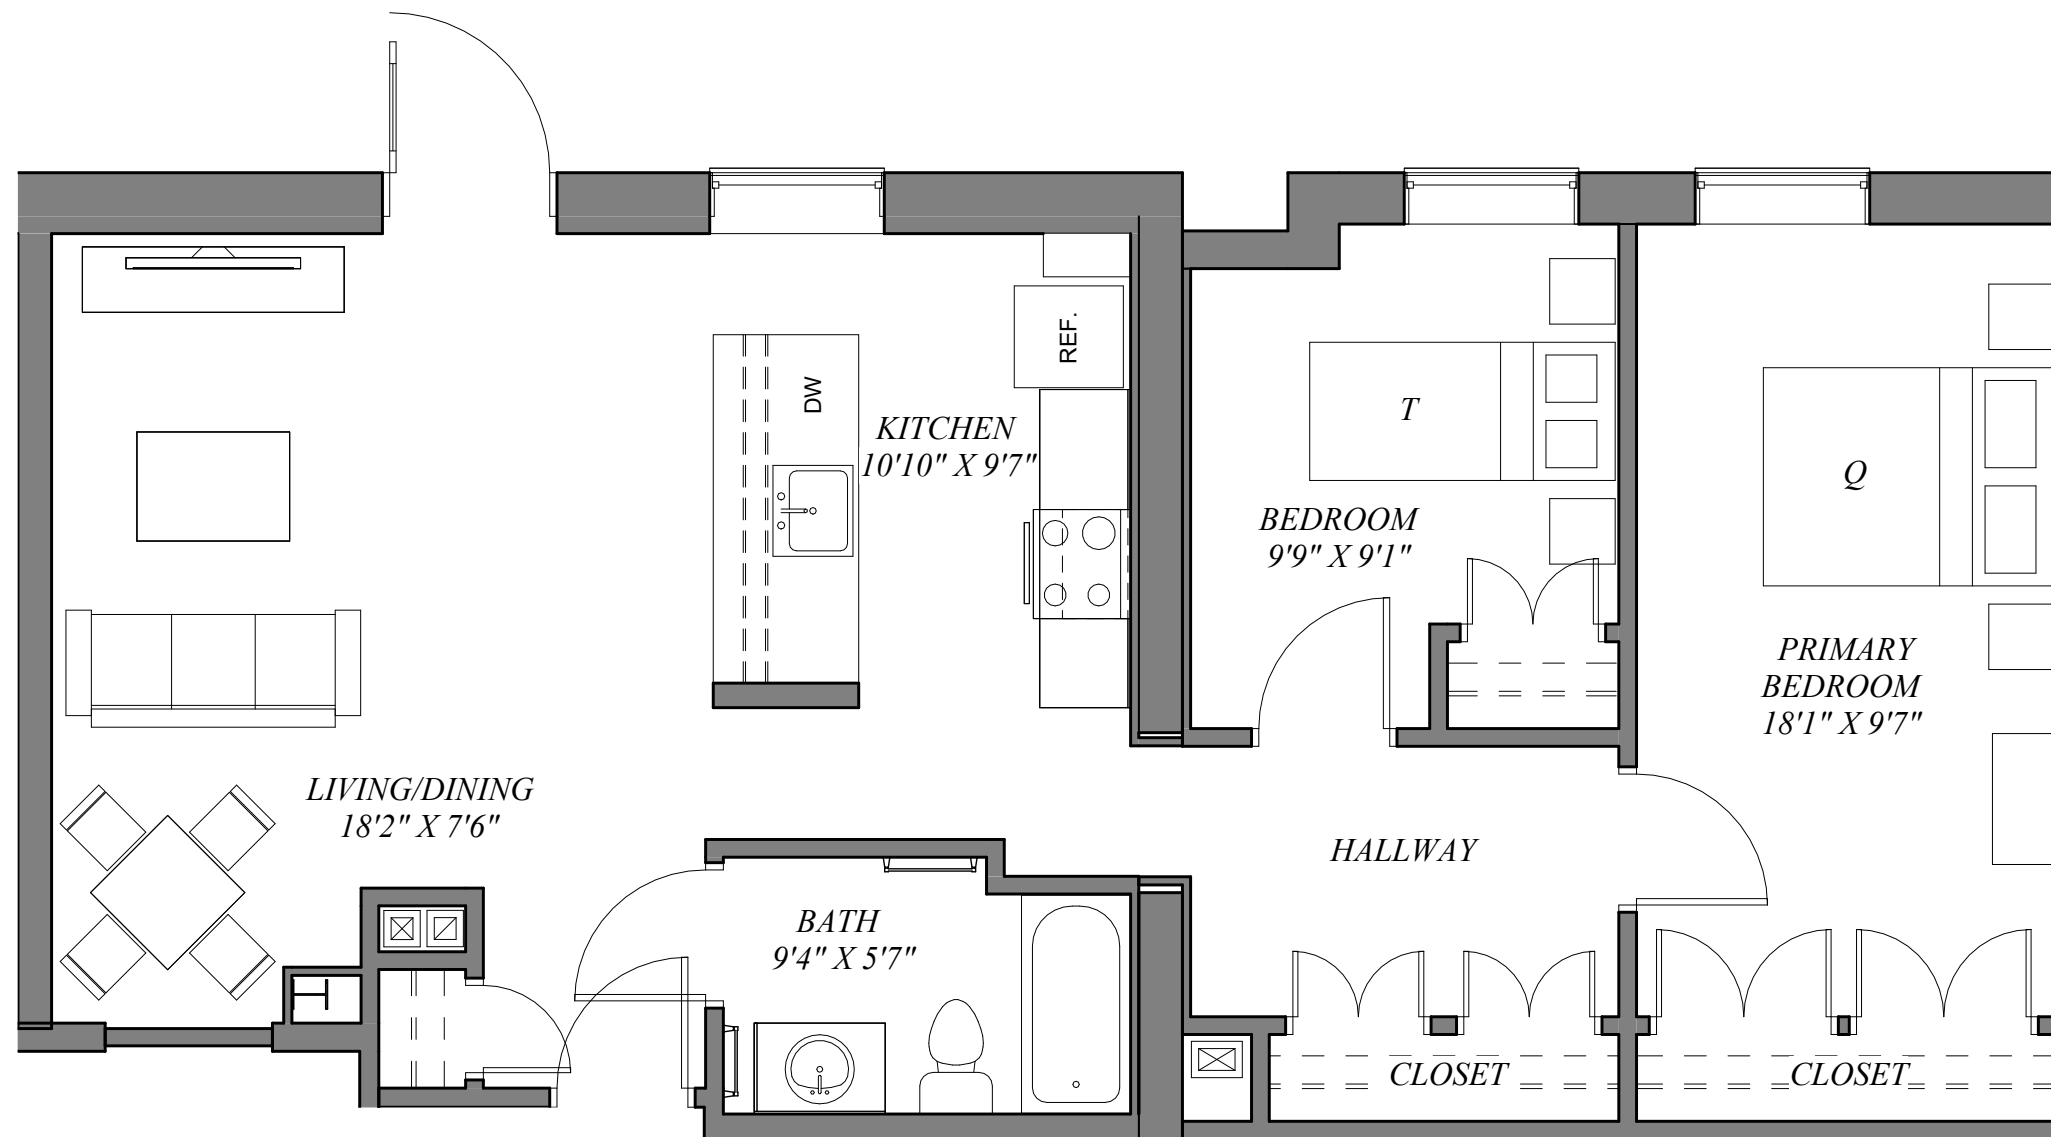 REF.
DW
KITCHEN
10'10" X 9'7"
T
Q
BEDROOM
9'9" X 9'1"
PRIMARY
BEDROOM
18'1" X 9'7"
LIVING/DINING
18'2" X 7'6"
HALLWAY
BATH
9'4" X 5'7"
CLOSET
CLOSET